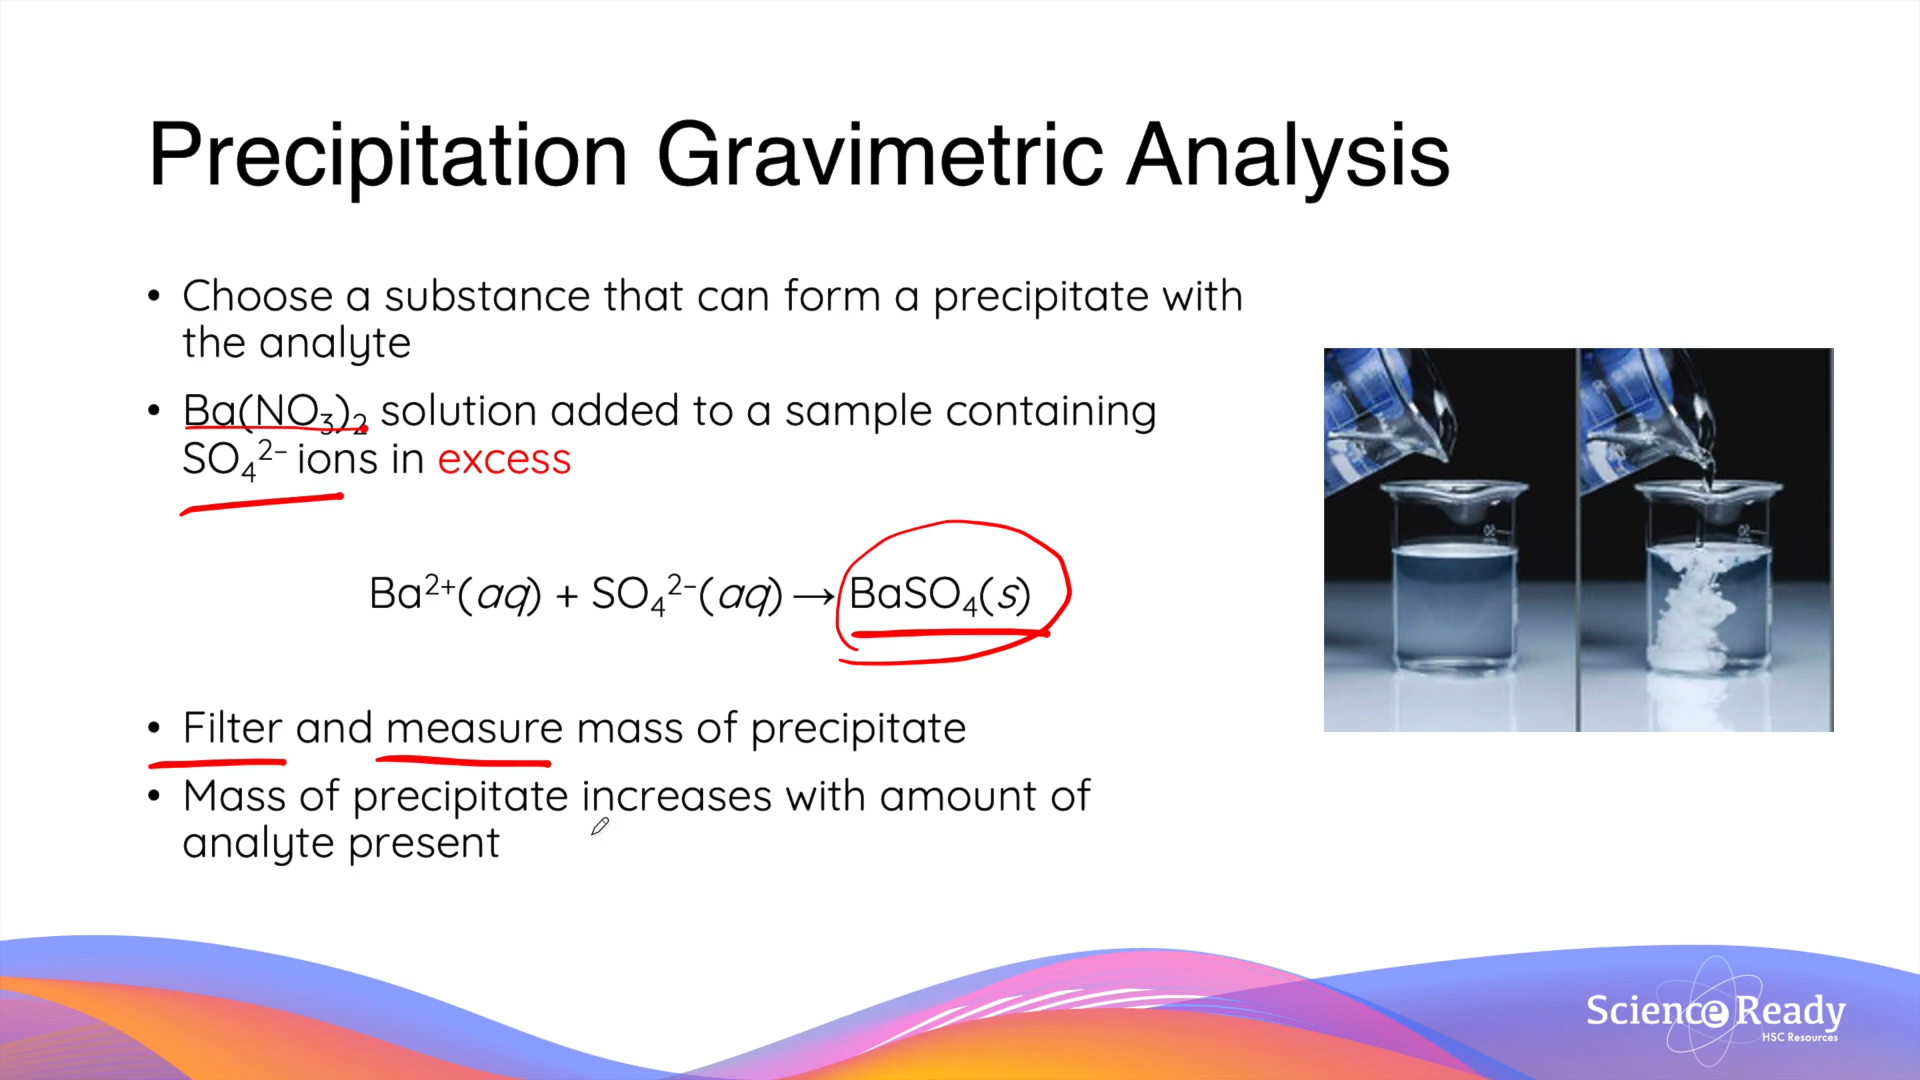 Precipitation Gravimetric Analysis
• Choose a substance that can form a precipitate with
the analyte
• Ba(NO₃)₂ solution added to a sample containing
SO₄²⁻ ions in excess
Ba²⁺(aq) + SO₄²⁻(aq) → BaSO₄(s)
• Filter and measure mass of precipitate
• Mass of precipitate increases with amount of
analyte present
Science Ready
HSC Resources